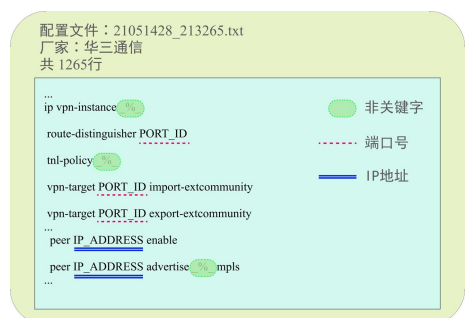 配置文件：21051428_213265.txt
厂家：华三通信
共 1265行
...
ip vpn-instance _%_
route-distinguisher PORT_ID
tnl-policy _%_
vpn-target PORT_ID import-extcommunity
vpn-target PORT_ID export-extcommunity
...
peer IP_ADDRESS enable
peer IP_ADDRESS advertise _%_ mpls
...
非关键字
端口号
IP地址